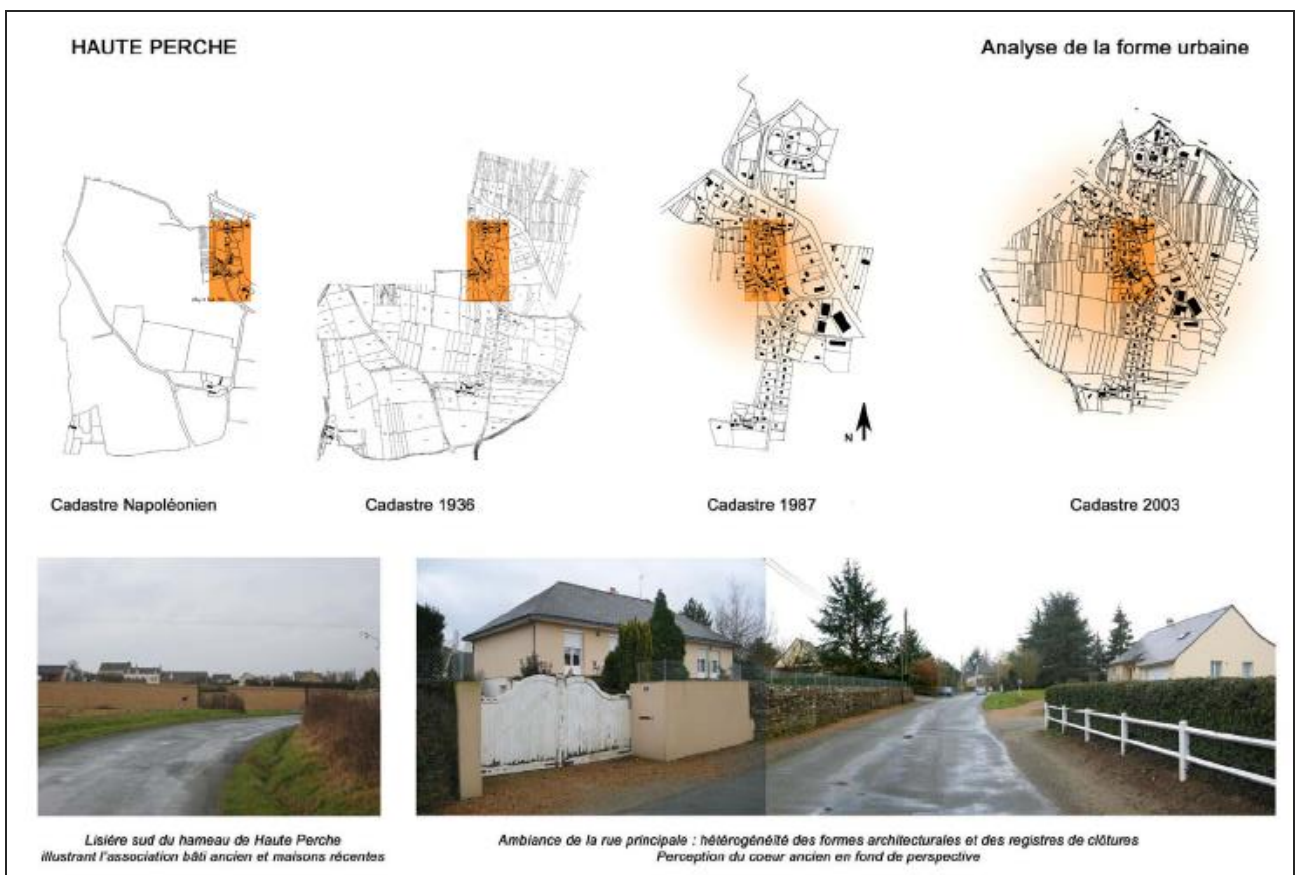 HAUTE PERCHE
Analyse de la forme urbaine
N
Cadastre Napoléonien
Cadastre 1936
Cadastre 1987
Cadastre 2003
Lisière sud du hameau de Haute Perche
illustrant l'association bâti ancien et maisons récentes
Ambiance de la rue principale : hétérogénéité des formes architecturales et des registres de clôtures
Perception du coeur ancien en fond de perspective